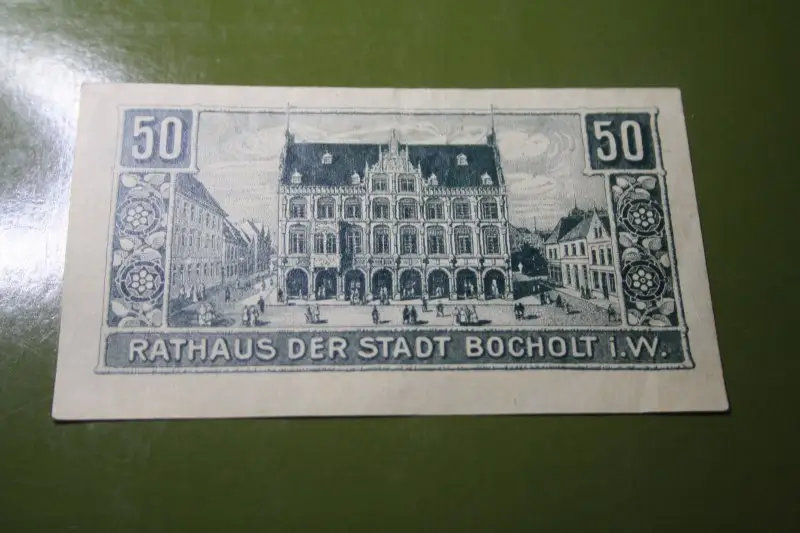 50 50
RATHAUS DER STADT BOCHOLT i.W.